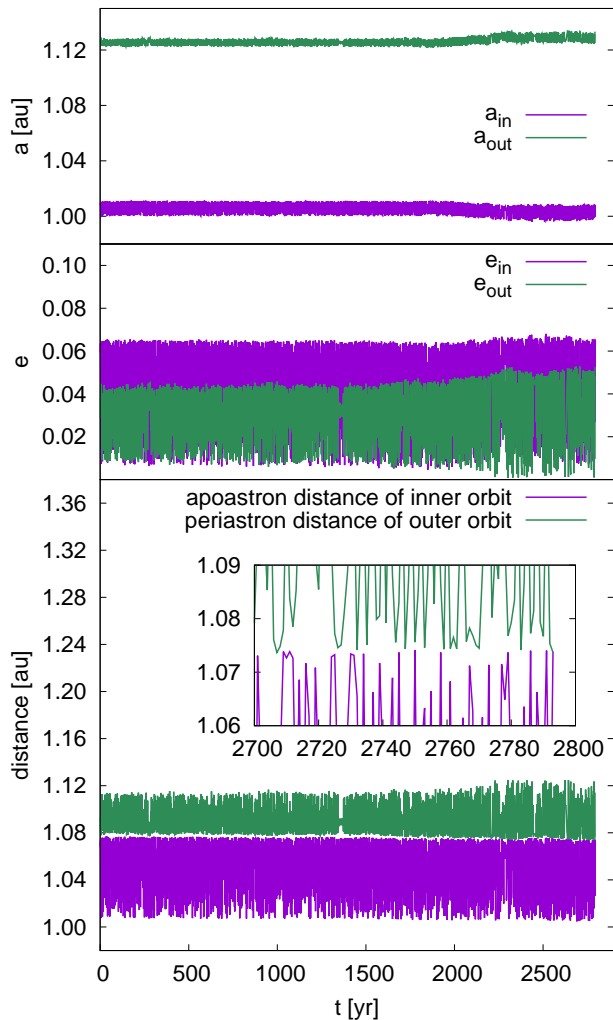 1.12
1.08
1.04
1.00
a [au]
a_in
a_out
0.10
0.08
0.06
0.04
0.02
e
e_in
e_out
1.36
1.32
1.28
1.24
1.20
1.16
1.12
1.08
1.04
1.00
distance [au]
apoastron distance of inner orbit
periastron distance of outer orbit
1.09
1.08
1.07
1.06
2700 2720 2740 2760 2780 2800
0 500 1000 1500 2000 2500
t [yr]